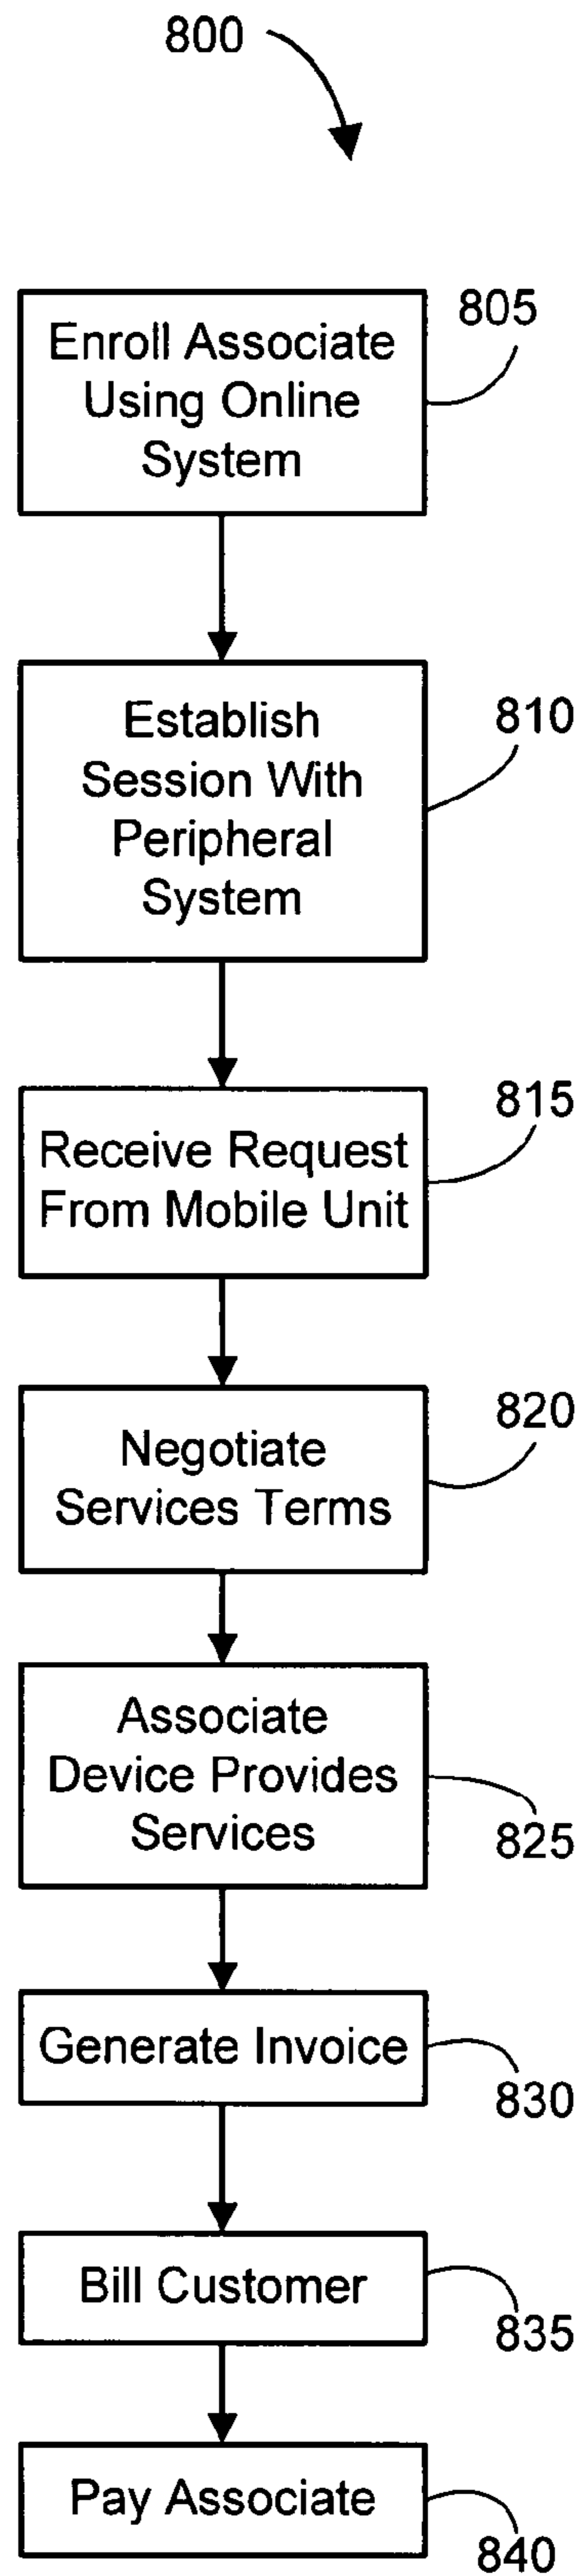 800
805
Enroll Associate
Using Online
System
810
Establish
Session With
Peripheral
System
815
Receive Request
From Mobile Unit
820
Negotiate
Services Terms
Associate
Device Provides
Services
825
Generate Invoice
830
Bill Customer
835
Pay Associate
840